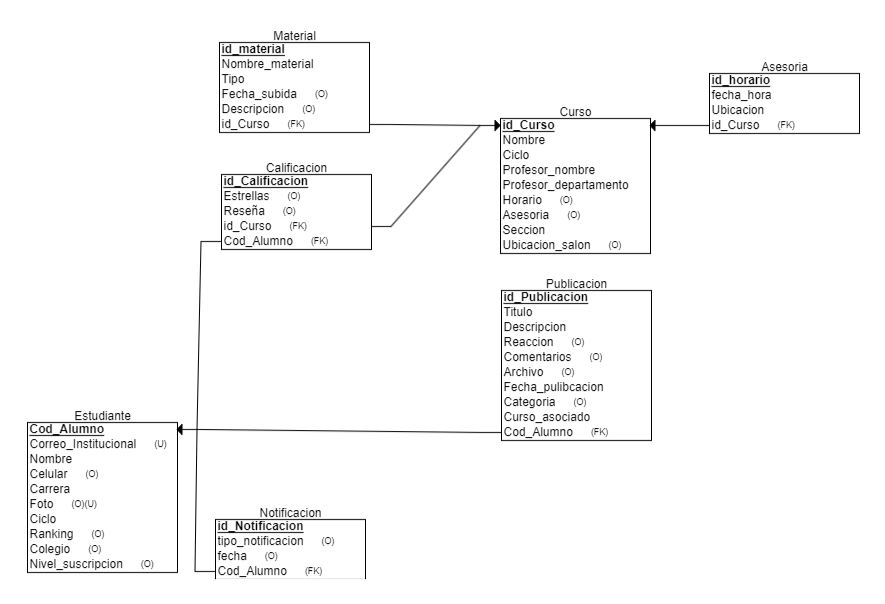 Material
id_material
Nombre_material
Tipo
Fecha_subida (O)
Descripcion (O)
id_Curso (FK)
Asesoria
id_horario
fecha_hora
Ubicacion
id_Curso (FK)
Curso
id_Curso
Nombre
Ciclo
Profesor_nombre
Profesor_departamento
Horario (O)
Asesoria (O)
Seccion
Ubicacion_salon (O)
Calificacion
id_Calificacion
Estrellas (O)
Reseña (O)
id_Curso (FK)
Cod_Alumno (FK)
Publicacion
id_Publicacion
Titulo
Descripcion
Reaccion (O)
Comentarios (O)
Archivo (O)
Fecha_pulibcacion
Categoria (O)
Curso_asociado
Cod_Alumno (FK)
Estudiante
Cod_Alumno
Correo_Institucional (U)
Nombre
Celular (O)
Carrera
Foto (O)(U)
Ciclo
Ranking (O)
Colegio (O)
Nivel_suscripcion (O)
Notificacion
id_Notificacion
tipo_notificacion (O)
fecha (O)
Cod_Alumno (FK)